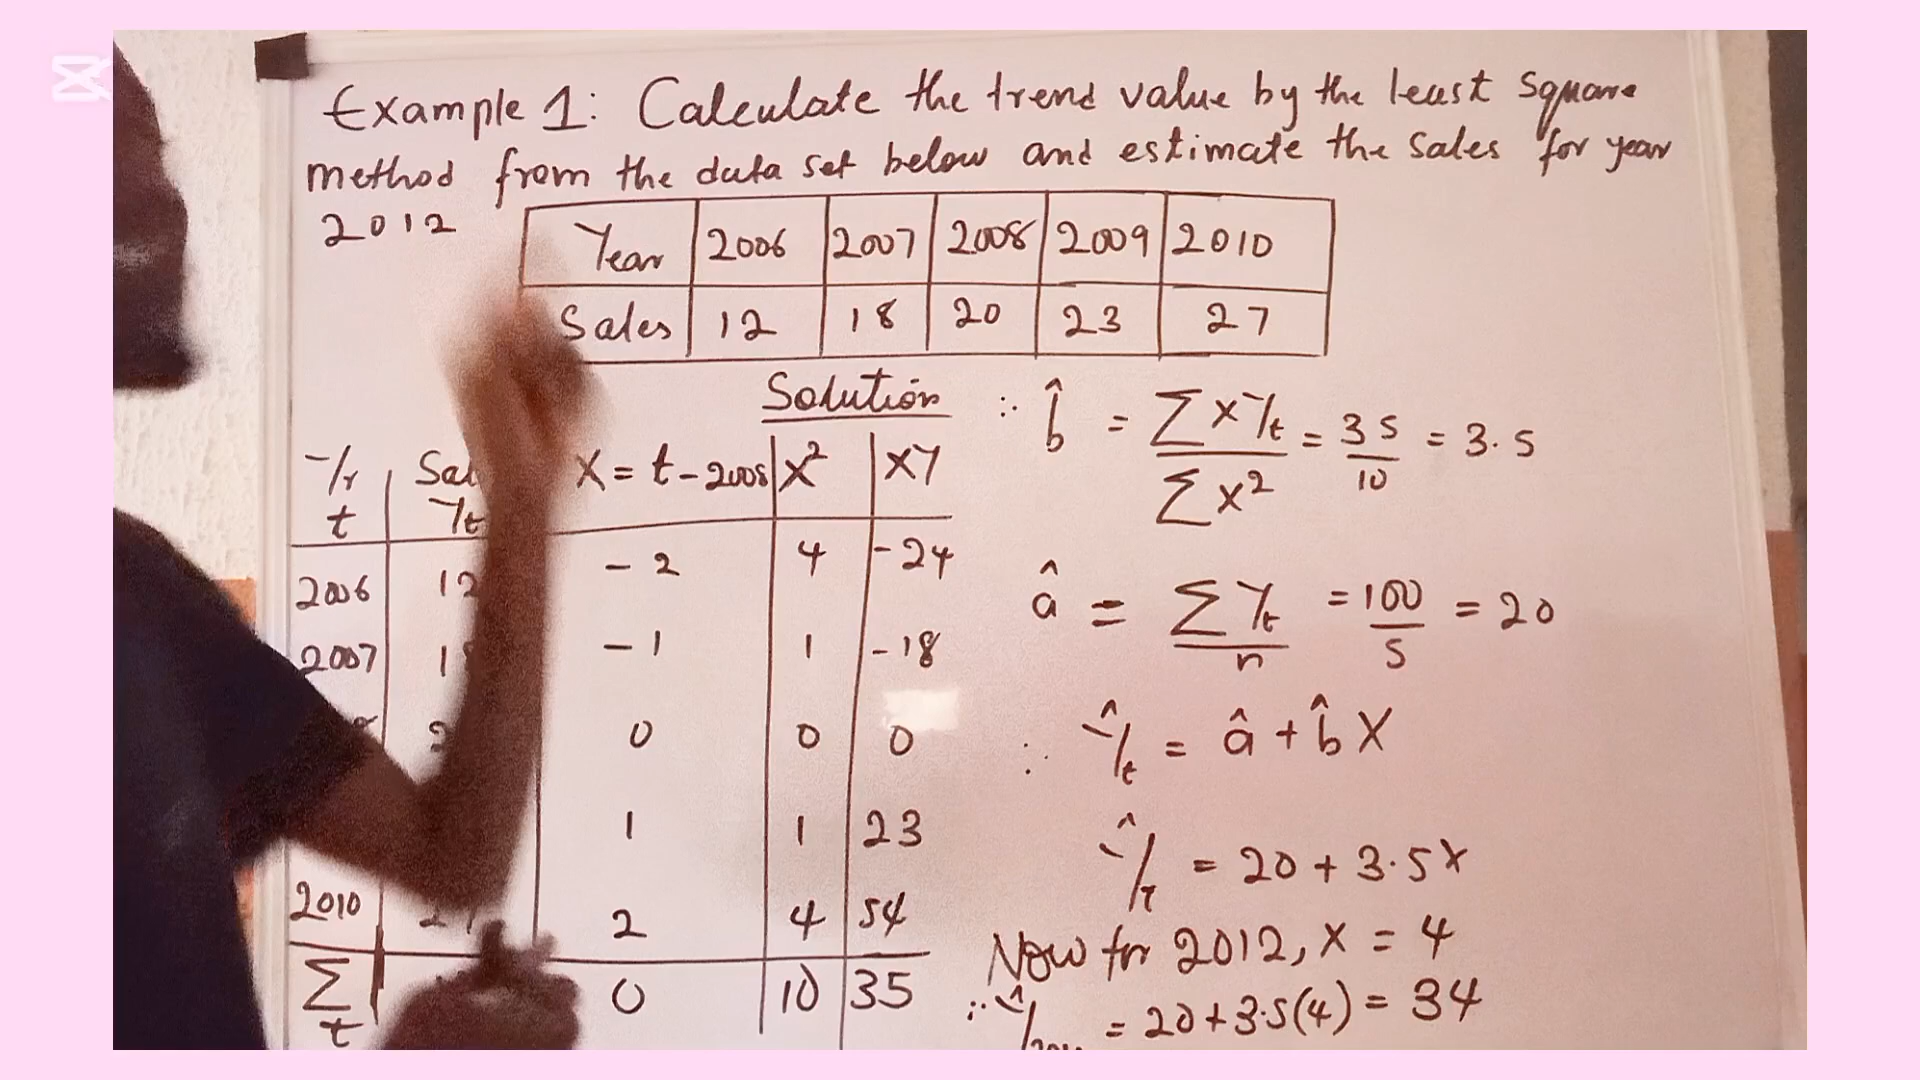 Example 1: Calculate the trend value by the least square
method from the data set below and estimate the sales for year
2012
Year 2006 2007 2008 2009 2010
Sales 12 18 20 23 27
Solution
Yr t X = t - 2008 X² XY
Yt
2006 12 -2 4 -24
2007 -1 1 -18
0 0 0
1 1 23
2010 2 4 54
Σ t 0 10 35
∴ b̂ = ΣXYt / ΣX² = 35/10 = 3.5
â = ΣYt / n = 100/5 = 20
∴ Ŷt = â + b̂X
ŶT = 20 + 3.5X
Now for 2012, X = 4
∴ Ŷ = 20 + 3.5(4) = 34